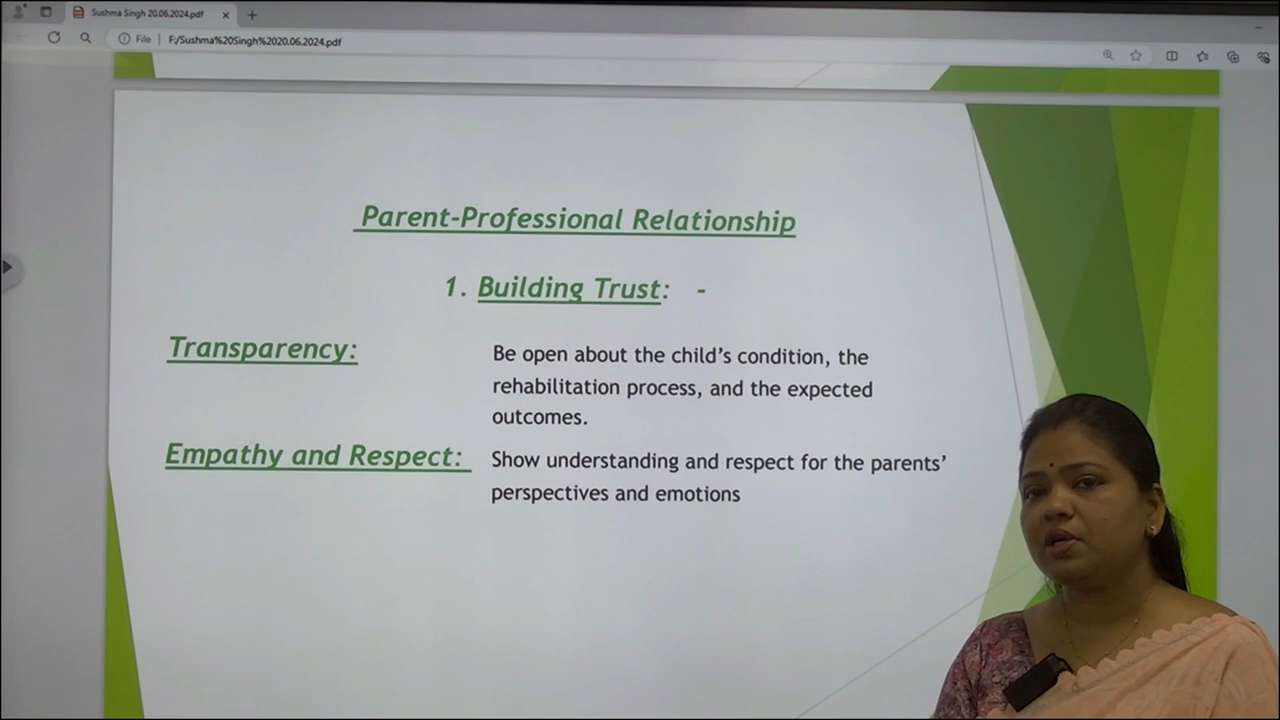 Sushma Singh 20.06.2024.pdf
File
F:/Sushma%20Singh%2020.06.2024.pdf
Parent-Professional Relationship
1. Building Trust: -
Transparency:
Be open about the child's condition, the
rehabilitation process, and the expected
outcomes.
Empathy and Respect:
Show understanding and respect for the parents'
perspectives and emotions